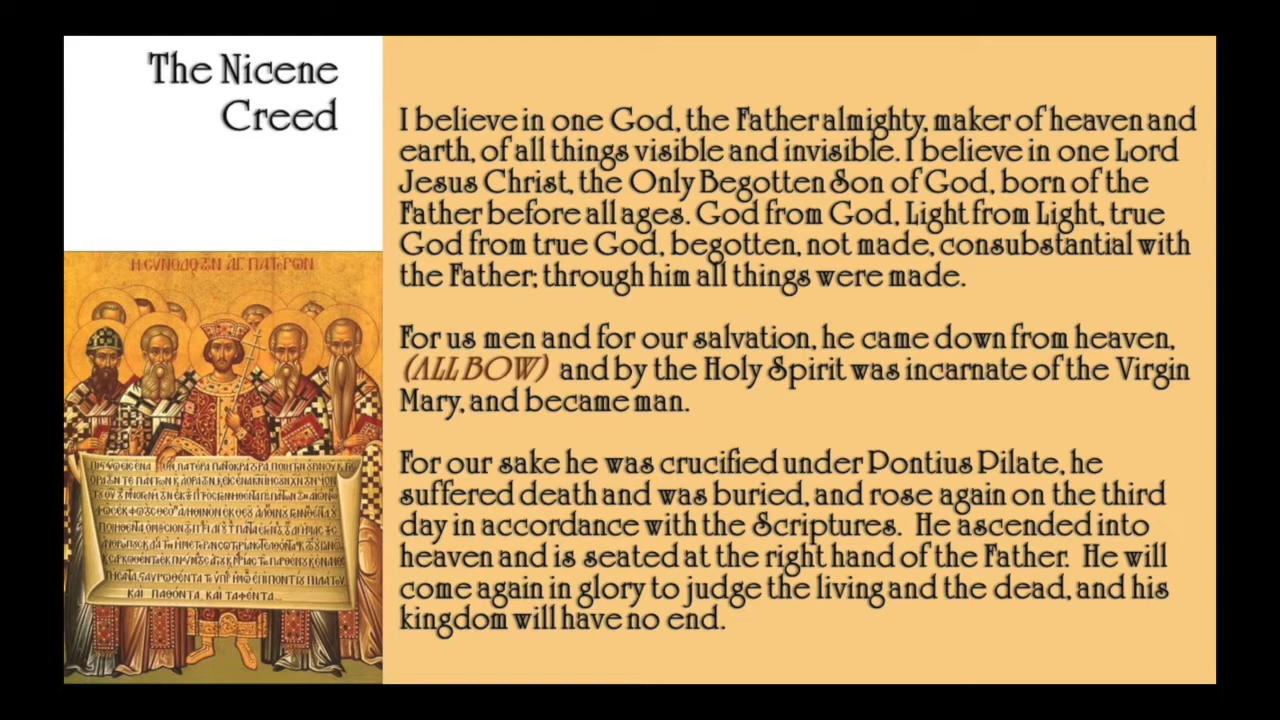 The Nicene
Creed
I believe in one God, the Father almighty, maker of heaven and
earth, of all things visible and invisible. I believe in one Lord
Jesus Christ, the Only Begotten Son of God, born of the
Father before all ages. God from God, Light from Light, true
God from true God, begotten, not made, consubstantial with
the Father; through him all things were made.
For us men and for our salvation, he came down from heaven,
(ALL BOW) and by the Holy Spirit was incarnate of the Virgin
Mary, and became man.
For our sake he was crucified under Pontius Pilate, he
suffered death and was buried, and rose again on the third
day in accordance with the Scriptures. He ascended into
heaven and is seated at the right hand of the Father. He will
come again in glory to judge the living and the dead, and his
kingdom will have no end.
ΚΑΙ ΠΑΘΟΝΤΑ ΚΑΙ ΤΑΦΕΝΤΑ...